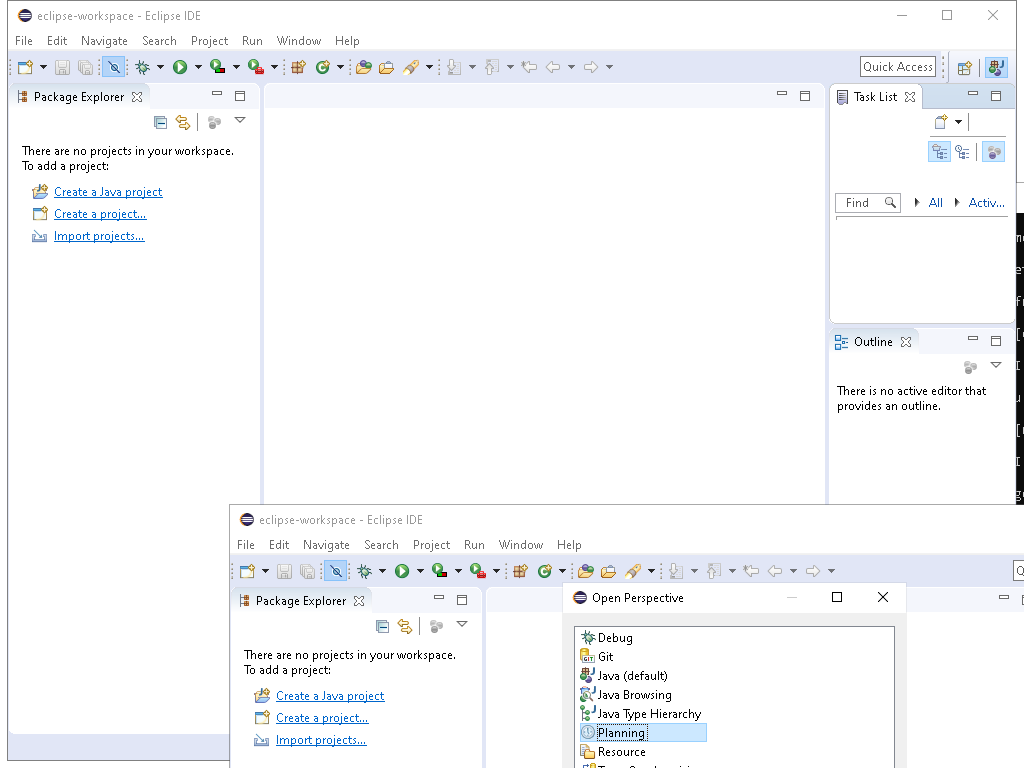 eclipse-workspace - Eclipse IDE
File Edit Navigate Search Project Run Window Help
Quick Access
Package Explorer
There are no projects in your workspace.
To add a project:
Create a Java project
Create a project...
Import projects...
Task List
Find
All
Activ...
Outline
There is no active editor that
provides an outline.
eclipse-workspace - Eclipse IDE
File Edit Navigate Search Project Run Window Help
Package Explorer
There are no projects in your workspace.
To add a project:
Create a Java project
Create a project...
Import projects...
Open Perspective
Debug
Git
Java (default)
Java Browsing
Java Type Hierarchy
Planning
Resource